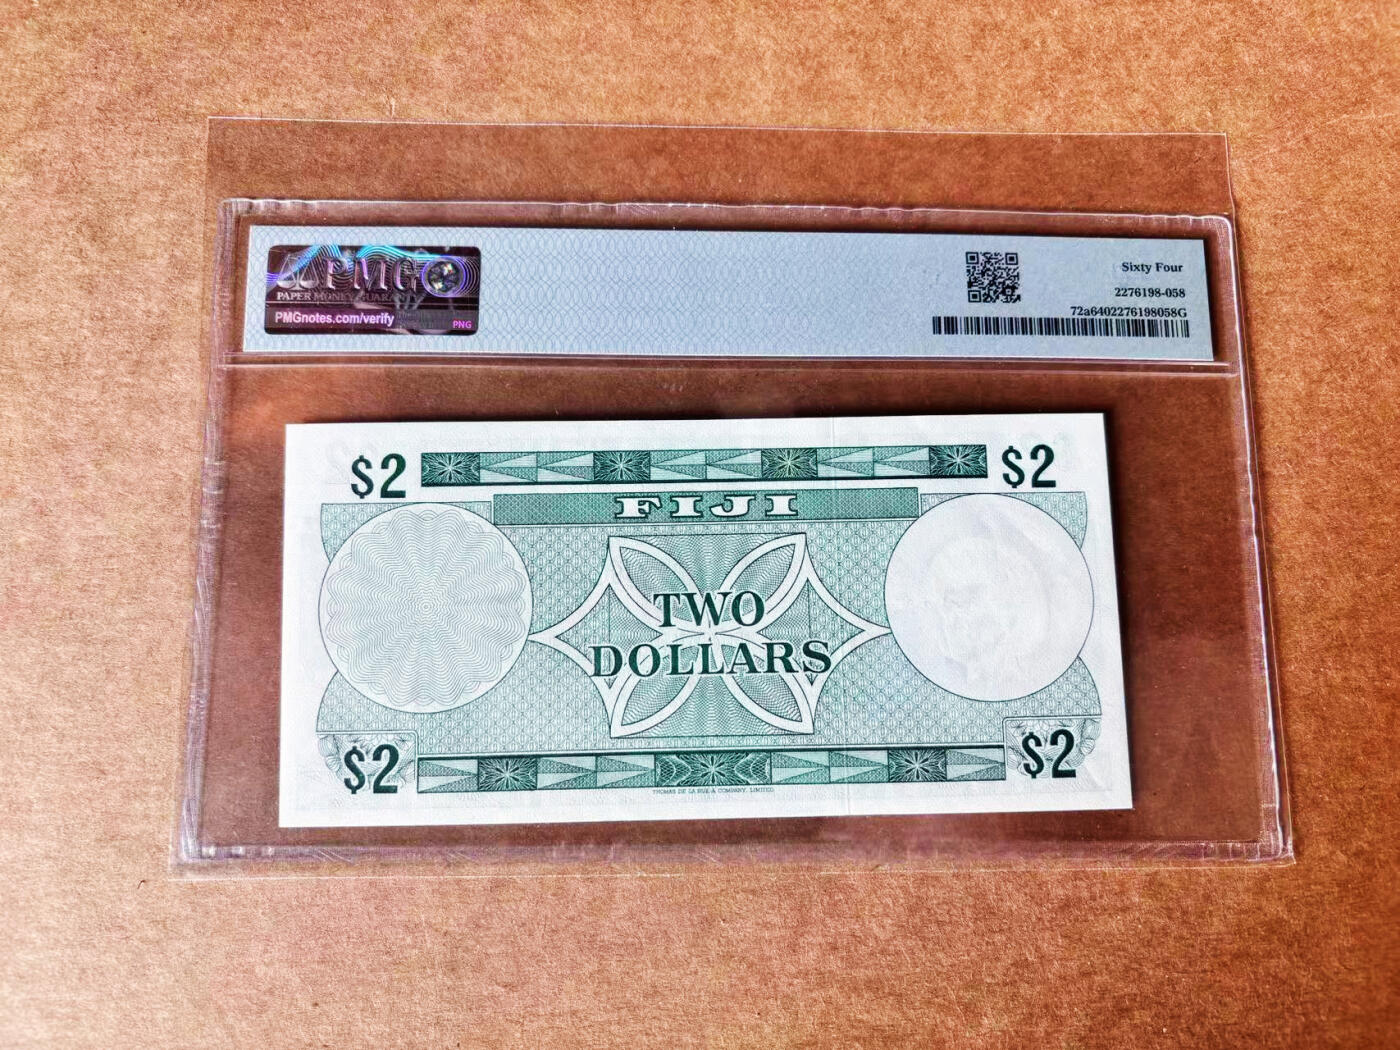 PMG
PAPER MONEY GUARANTY
PMGnotes.com/verify
PNG
Sixty Four
2276198-058
72a6402276198058G
$2
$2
FIJI
TWO
DOLLARS
$2
$2
THOMAS DE LA RUE & COMPANY, LIMITED